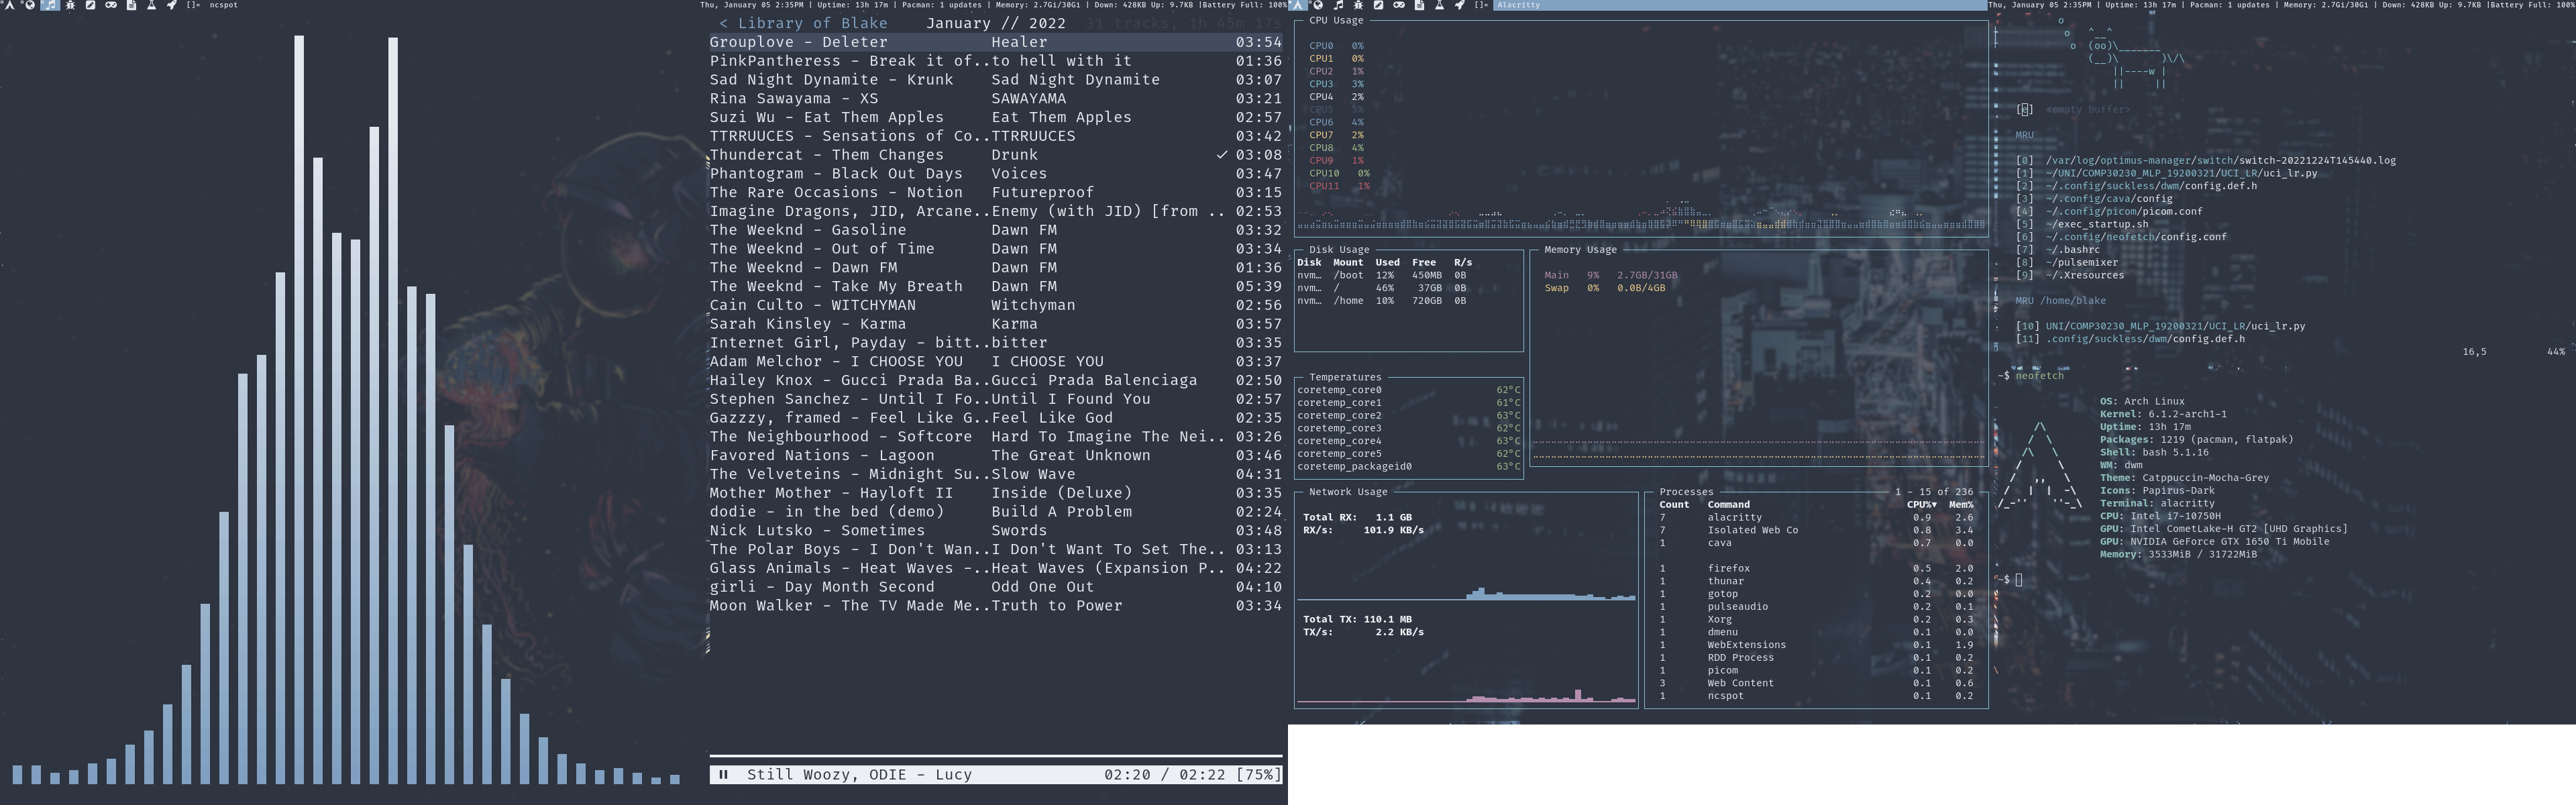 []= ncspot
Thu, January 05 2:35PM | Uptime: 13h 17m | Pacman: 1 updates | Memory: 2.7Gi/30Gi | Down: 428KB Up: 9.7KB |Battery Full: 100%
< Library of Blake January // 2022 31 tracks, 1h 45m 17s
Grouplove - Deleter Healer 03:54
PinkPantheress - Break it of..to hell with it 01:36
Sad Night Dynamite - Krunk Sad Night Dynamite 03:07
Rina Sawayama - XS SAWAYAMA 03:21
Suzi Wu - Eat Them Apples Eat Them Apples 02:57
TTRRUUCES - Sensations of Co..TTRRUUCES 03:42
Thundercat - Them Changes Drunk ✓ 03:08
Phantogram - Black Out Days Voices 03:47
The Rare Occasions - Notion Futureproof 03:15
Imagine Dragons, JID, Arcane..Enemy (with JID) [from .. 02:53
The Weeknd - Gasoline Dawn FM 03:32
The Weeknd - Out of Time Dawn FM 03:34
The Weeknd - Dawn FM Dawn FM 01:36
The Weeknd - Take My Breath Dawn FM 05:39
Cain Culto - WITCHYMAN Witchyman 02:56
Sarah Kinsley - Karma Karma 03:57
Internet Girl, Payday - bitt..bitter 03:35
Adam Melchor - I CHOOSE YOU I CHOOSE YOU 03:37
Hailey Knox - Gucci Prada Ba..Gucci Prada Balenciaga 02:50
Stephen Sanchez - Until I Fo..Until I Found You 02:57
Gazzzy, framed - Feel Like G..Feel Like God 02:35
The Neighbourhood - Softcore Hard To Imagine The Nei.. 03:26
Favored Nations - Lagoon The Great Unknown 03:46
The Velveteins - Midnight Su..Slow Wave 04:31
Mother Mother - Hayloft II Inside (Deluxe) 03:35
dodie - in the bed (demo) Build A Problem 02:24
Nick Lutsko - Sometimes Swords 03:48
The Polar Boys - I Don't Wan..I Don't Want To Set The.. 03:13
Glass Animals - Heat Waves -..Heat Waves (Expansion P.. 04:22
girli - Day Month Second Odd One Out 04:10
Moon Walker - The TV Made Me..Truth to Power 03:34
Still Woozy, ODIE - Lucy 02:20 / 02:22 [75%]
[]= Alacritty
Thu, January 05 2:35PM | Uptime: 13h 17m | Pacman: 1 updates | Memory: 2.7Gi/30Gi | Down: 428KB Up: 9.7KB |Battery Full: 100%
CPU Usage
CPU0 0%
CPU1 0%
CPU2 1%
CPU3 3%
CPU4 2%
CPU5 5%
CPU6 4%
CPU7 2%
CPU8 4%
CPU9 1%
CPU10 0%
CPU11 1%
Disk Usage
Disk Mount Used Free R/s
nvm… /boot 12% 450MB 0B
nvm… / 46% 37GB 0B
nvm… /home 10% 720GB 0B
Memory Usage
Main 9% 2.7GB/31GB
Swap 0% 0.0B/4GB
Temperatures
coretemp_core0 62°C
coretemp_core1 61°C
coretemp_core2 63°C
coretemp_core3 62°C
coretemp_core4 63°C
coretemp_core5 62°C
coretemp_packageid0 63°C
Network Usage
Total RX: 1.1 GB
RX/s: 101.9 KB/s
Total TX: 110.1 MB
TX/s: 2.2 KB/s
Processes 1 - 15 of 236
Count Command CPU%▼ Mem%
7 alacritty 0.9 2.6
7 Isolated Web Co 0.8 3.4
1 cava 0.7 0.0
1 firefox 0.5 2.0
1 thunar 0.4 0.2
1 gotop 0.2 0.0
1 pulseaudio 0.2 0.1
1 Xorg 0.2 0.3
1 dmenu 0.1 0.0
1 WebExtensions 0.1 1.9
1 RDD Process 0.1 0.2
1 picom 0.1 0.2
3 Web Content 0.1 0.6
1 ncspot 0.1 0.2
o
o ^__^
o (oo)\_______
(__)\ )\/\
||----w |
|| ||
[e] <empty buffer>
MRU
[0] /var/log/optimus-manager/switch/switch-20221224T145440.log
[1] ~/UNI/COMP30230_MLP_19200321/UCI_LR/uci_lr.py
[2] ~/.config/suckless/dwm/config.def.h
[3] ~/.config/cava/config
[4] ~/.config/picom/picom.conf
[5] ~/exec_startup.sh
[6] ~/.config/neofetch/config.conf
[7] ~/.bashrc
[8] ~/pulsemixer
[9] ~/.Xresources
MRU /home/blake
[10] UNI/COMP30230_MLP_19200321/UCI_LR/uci_lr.py
[11] .config/suckless/dwm/config.def.h
16,5 44%
~$ neofetch
OS: Arch Linux
Kernel: 6.1.2-arch1-1
Uptime: 13h 17m
Packages: 1219 (pacman, flatpak)
Shell: bash 5.1.16
WM: dwm
Theme: Catppuccin-Mocha-Grey
Icons: Papirus-Dark
Terminal: alacritty
CPU: Intel i7-10750H
GPU: Intel CometLake-H GT2 [UHD Graphics]
GPU: NVIDIA GeForce GTX 1650 Ti Mobile
Memory: 3533MiB / 31722MiB
~$